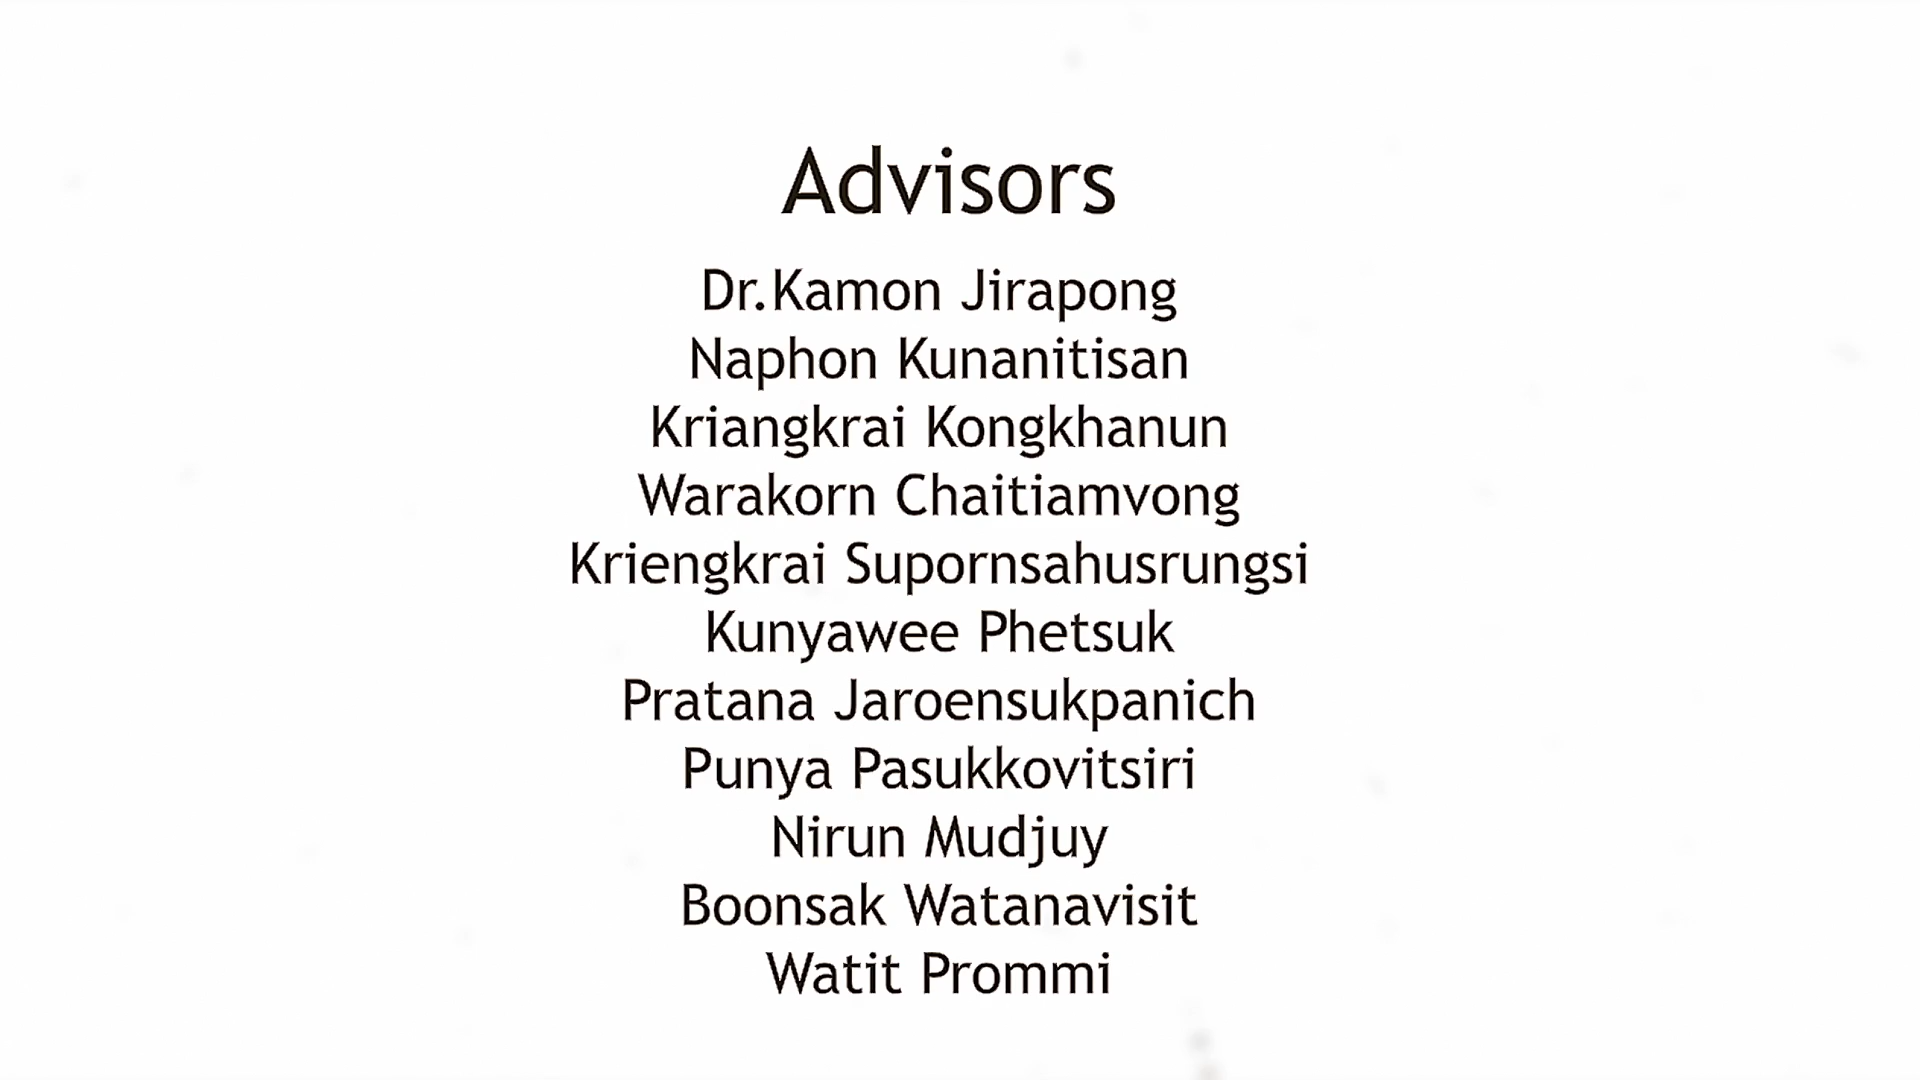 Advisors
Dr.Kamon Jirapong
Naphon Kunanitisan
Kriangkrai Kongkhanun
Warakorn Chaitiamvong
Kriengkrai Supornsahusrungsi
Kunyawee Phetsuk
Pratana Jaroensukpanich
Punya Pasukkovitsiri
Nirun Mudjuy
Boonsak Watanavisit
Watit Prommi